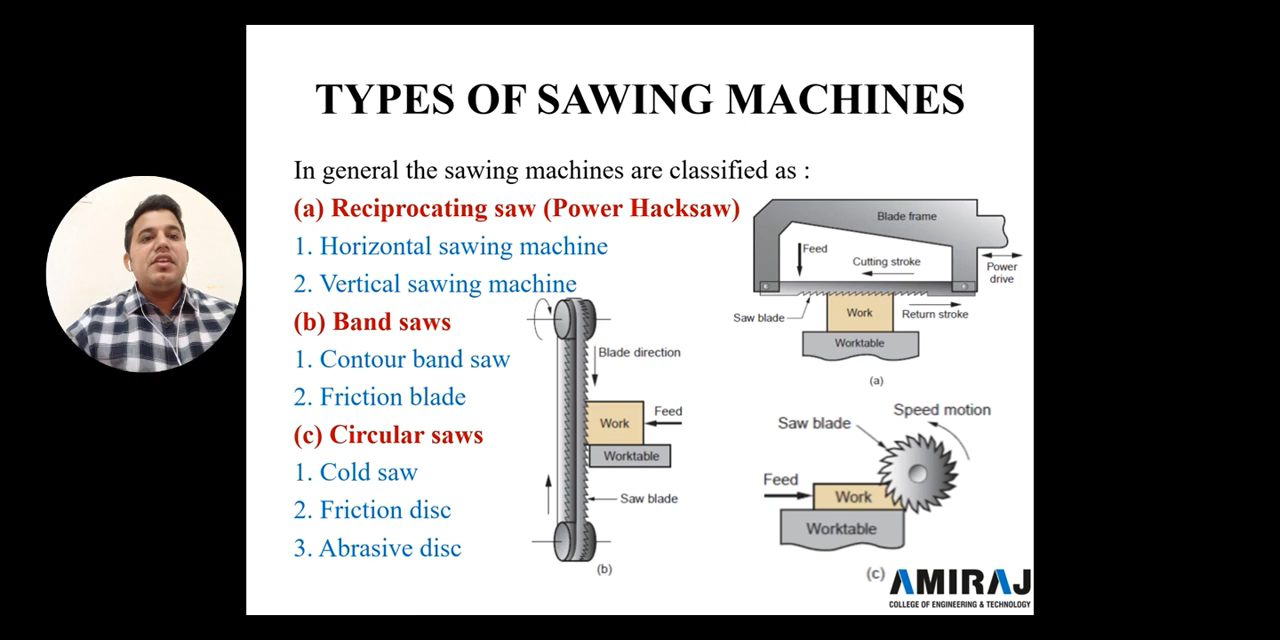 TYPES OF SAWING MACHINES
In general the sawing machines are classified as :
(a) Reciprocating saw (Power Hacksaw)
1. Horizontal sawing machine
2. Vertical sawing machine
(b) Band saws
1. Contour band saw
2. Friction blade
(c) Circular saws
1. Cold saw
2. Friction disc
3. Abrasive disc
Blade frame
Feed
Cutting stroke
Power
drive
Saw blade
Work
Return stroke
Worktable
(a)
Blade direction
Feed
Work
Worktable
Saw blade
(b)
Speed motion
Saw blade
Feed
Work
Worktable
(c)
AMIRAJ
COLLEGE OF ENGINEERING & TECHNOLOGY